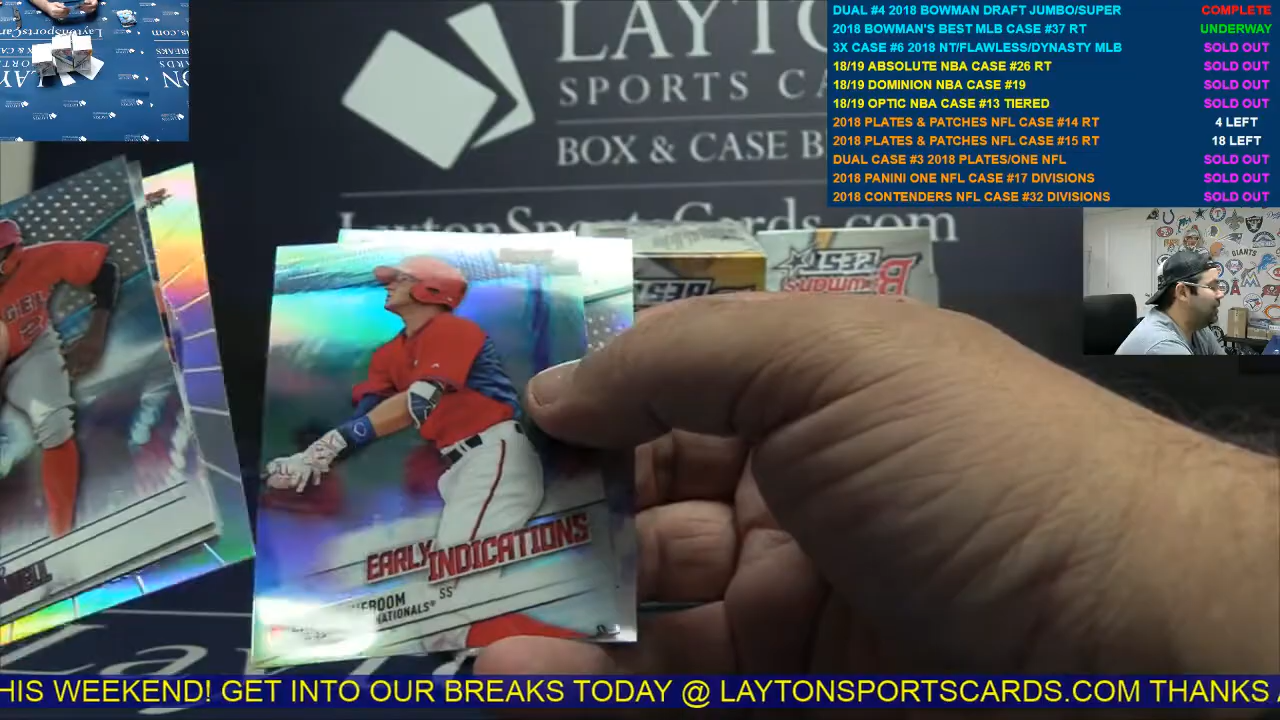 DUAL #4 2018 BOWMAN DRAFT JUMBO/SUPER COMPLETE
2018 BOWMAN'S BEST MLB CASE #37 RT UNDERWAY
3X CASE #6 2018 NT/FLAWLESS/DYNASTY MLB SOLD OUT
18/19 ABSOLUTE NBA CASE #26 RT SOLD OUT
18/19 DOMINION NBA CASE #19 SOLD OUT
18/19 OPTIC NBA CASE #13 TIERED SOLD OUT
2018 PLATES & PATCHES NFL CASE #14 RT 4 LEFT
2018 PLATES & PATCHES NFL CASE #15 RT 18 LEFT
DUAL CASE #3 2018 PLATES/ONE NFL SOLD OUT
2018 PANINI ONE NFL CASE #17 DIVISIONS SOLD OUT
2018 CONTENDERS NFL CASE #32 DIVISIONS SOLD OUT
LAYTO
SPORTS CA
BOX & CASE B
LaytonSportsCards.com
BOWMAN'S
BEST
GIANTS
EARLY INDICATIONS
SS
NATIONALS
HIS WEEKEND! GET INTO OUR BREAKS TODAY @ LAYTONSPORTSCARDS.COM THANKS